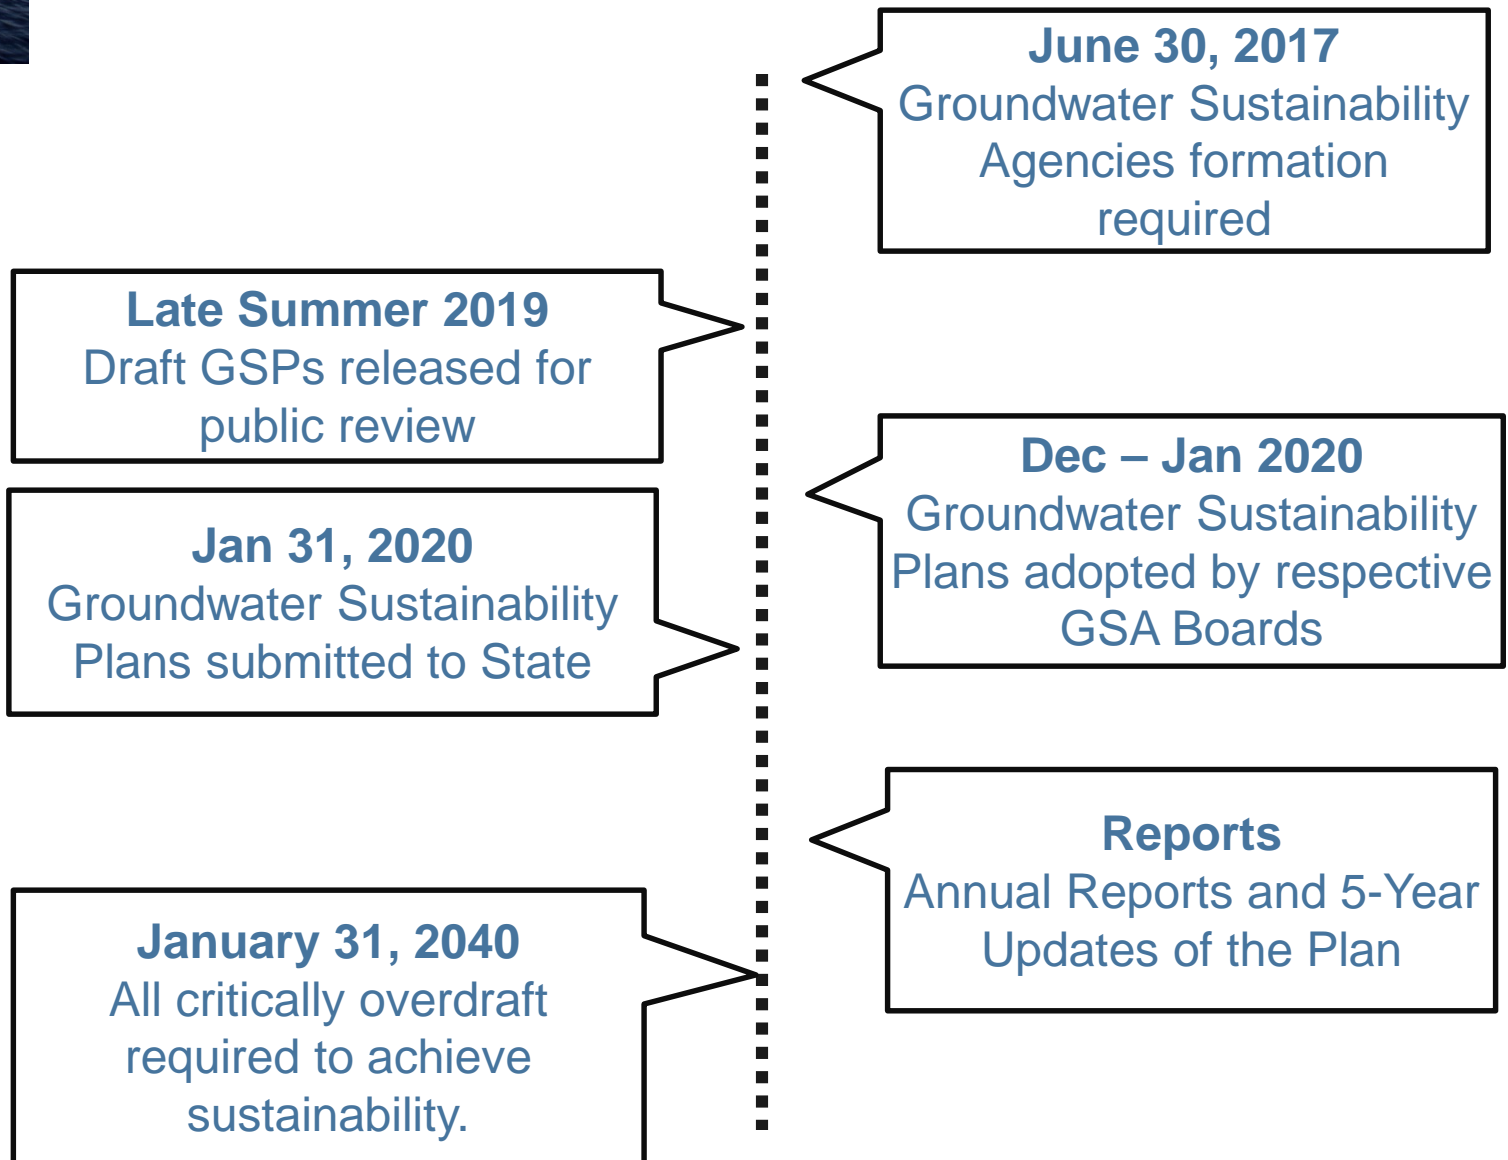 June 30, 2017
Groundwater Sustainability
Agencies formation
required
Late Summer 2019
Draft GSPs released for
public review
Dec – Jan 2020
Groundwater Sustainability
Plans adopted by respective
GSA Boards
Jan 31, 2020
Groundwater Sustainability
Plans submitted to State
Reports
Annual Reports and 5-Year
Updates of the Plan
January 31, 2040
All critically overdraft
required to achieve
sustainability.